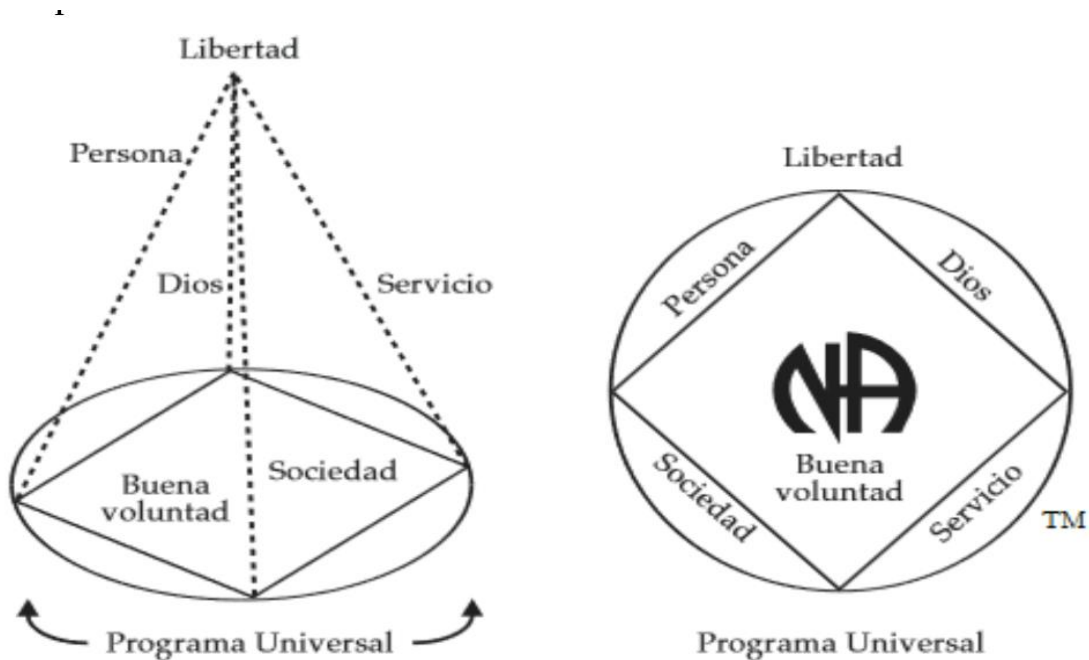 Libertad
Persona
Dios
Servicio
Buena
voluntad
Sociedad
Programa Universal
Libertad
Persona
Dios
NA
Buena
voluntad
Sociedad
Servicio
TM
Programa Universal